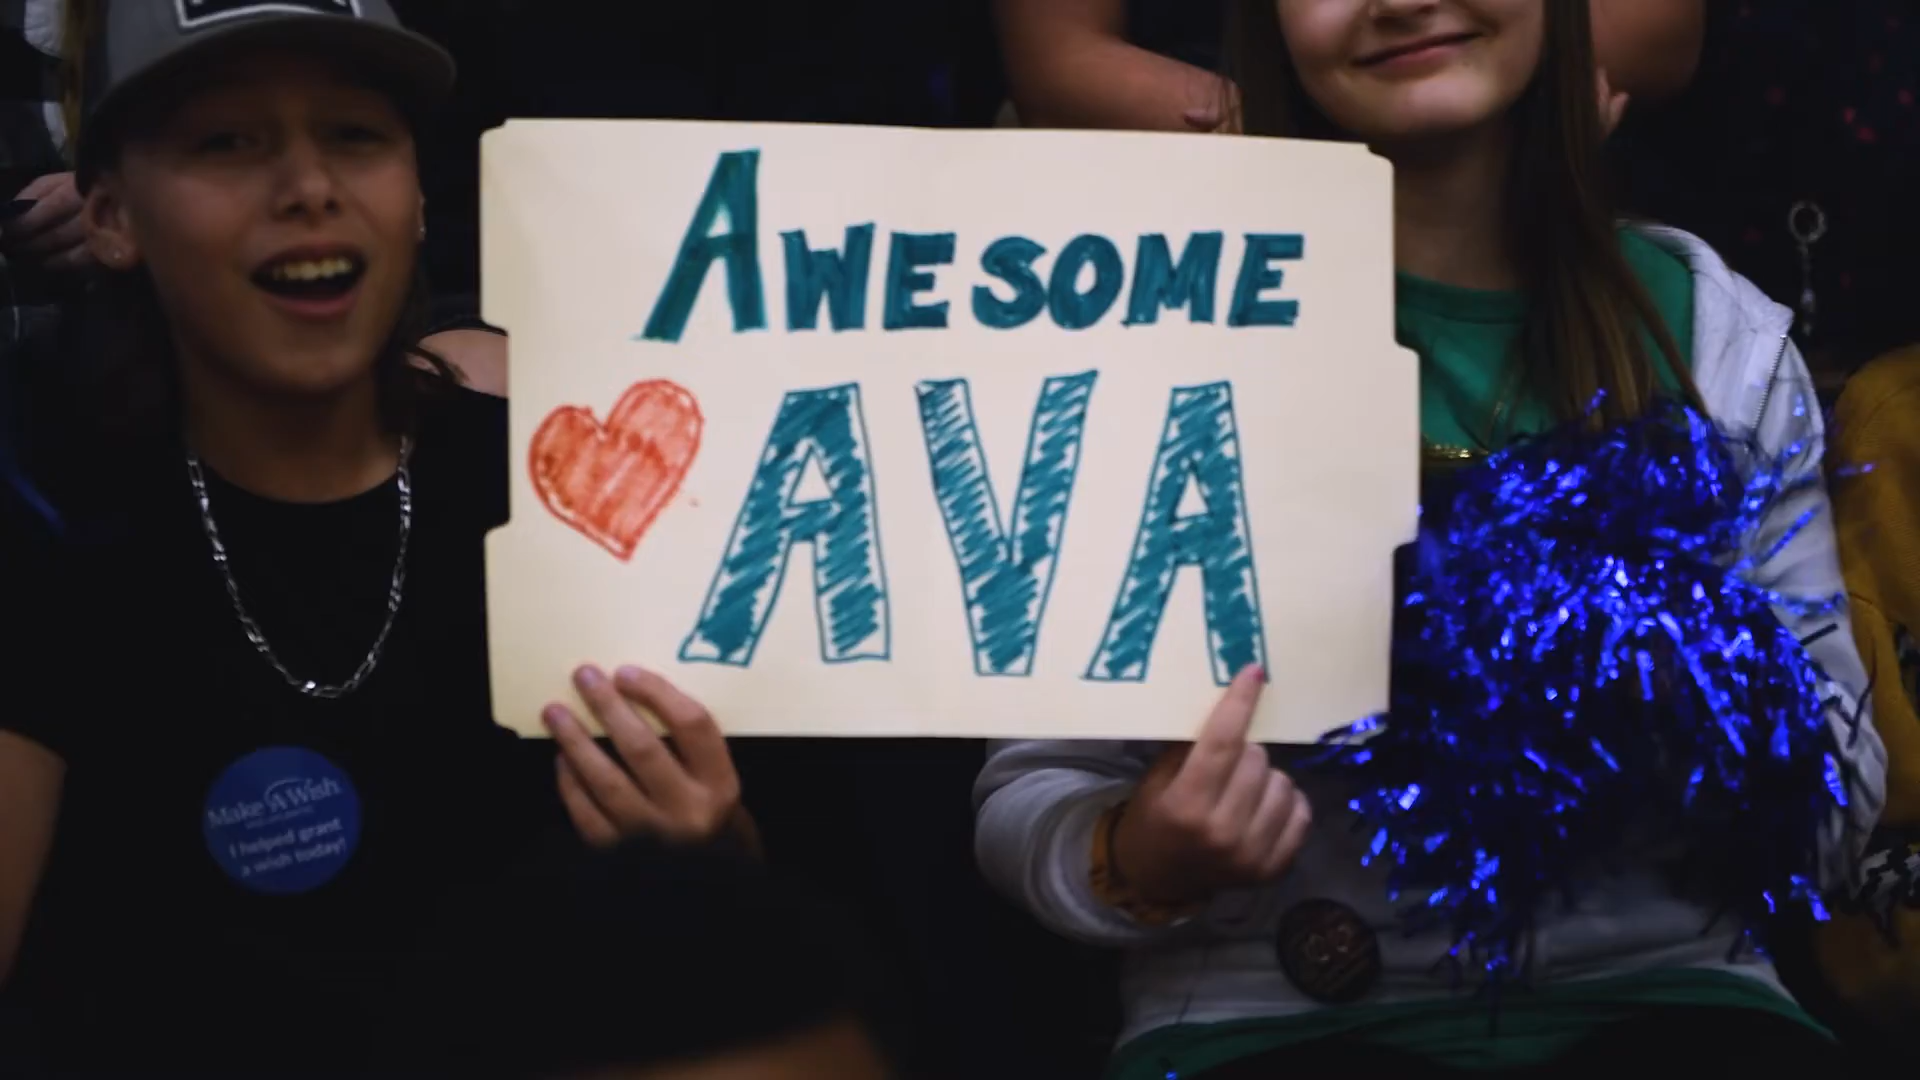 AWESOME
AVA
Make A Wish
I helped grant
a wish today!